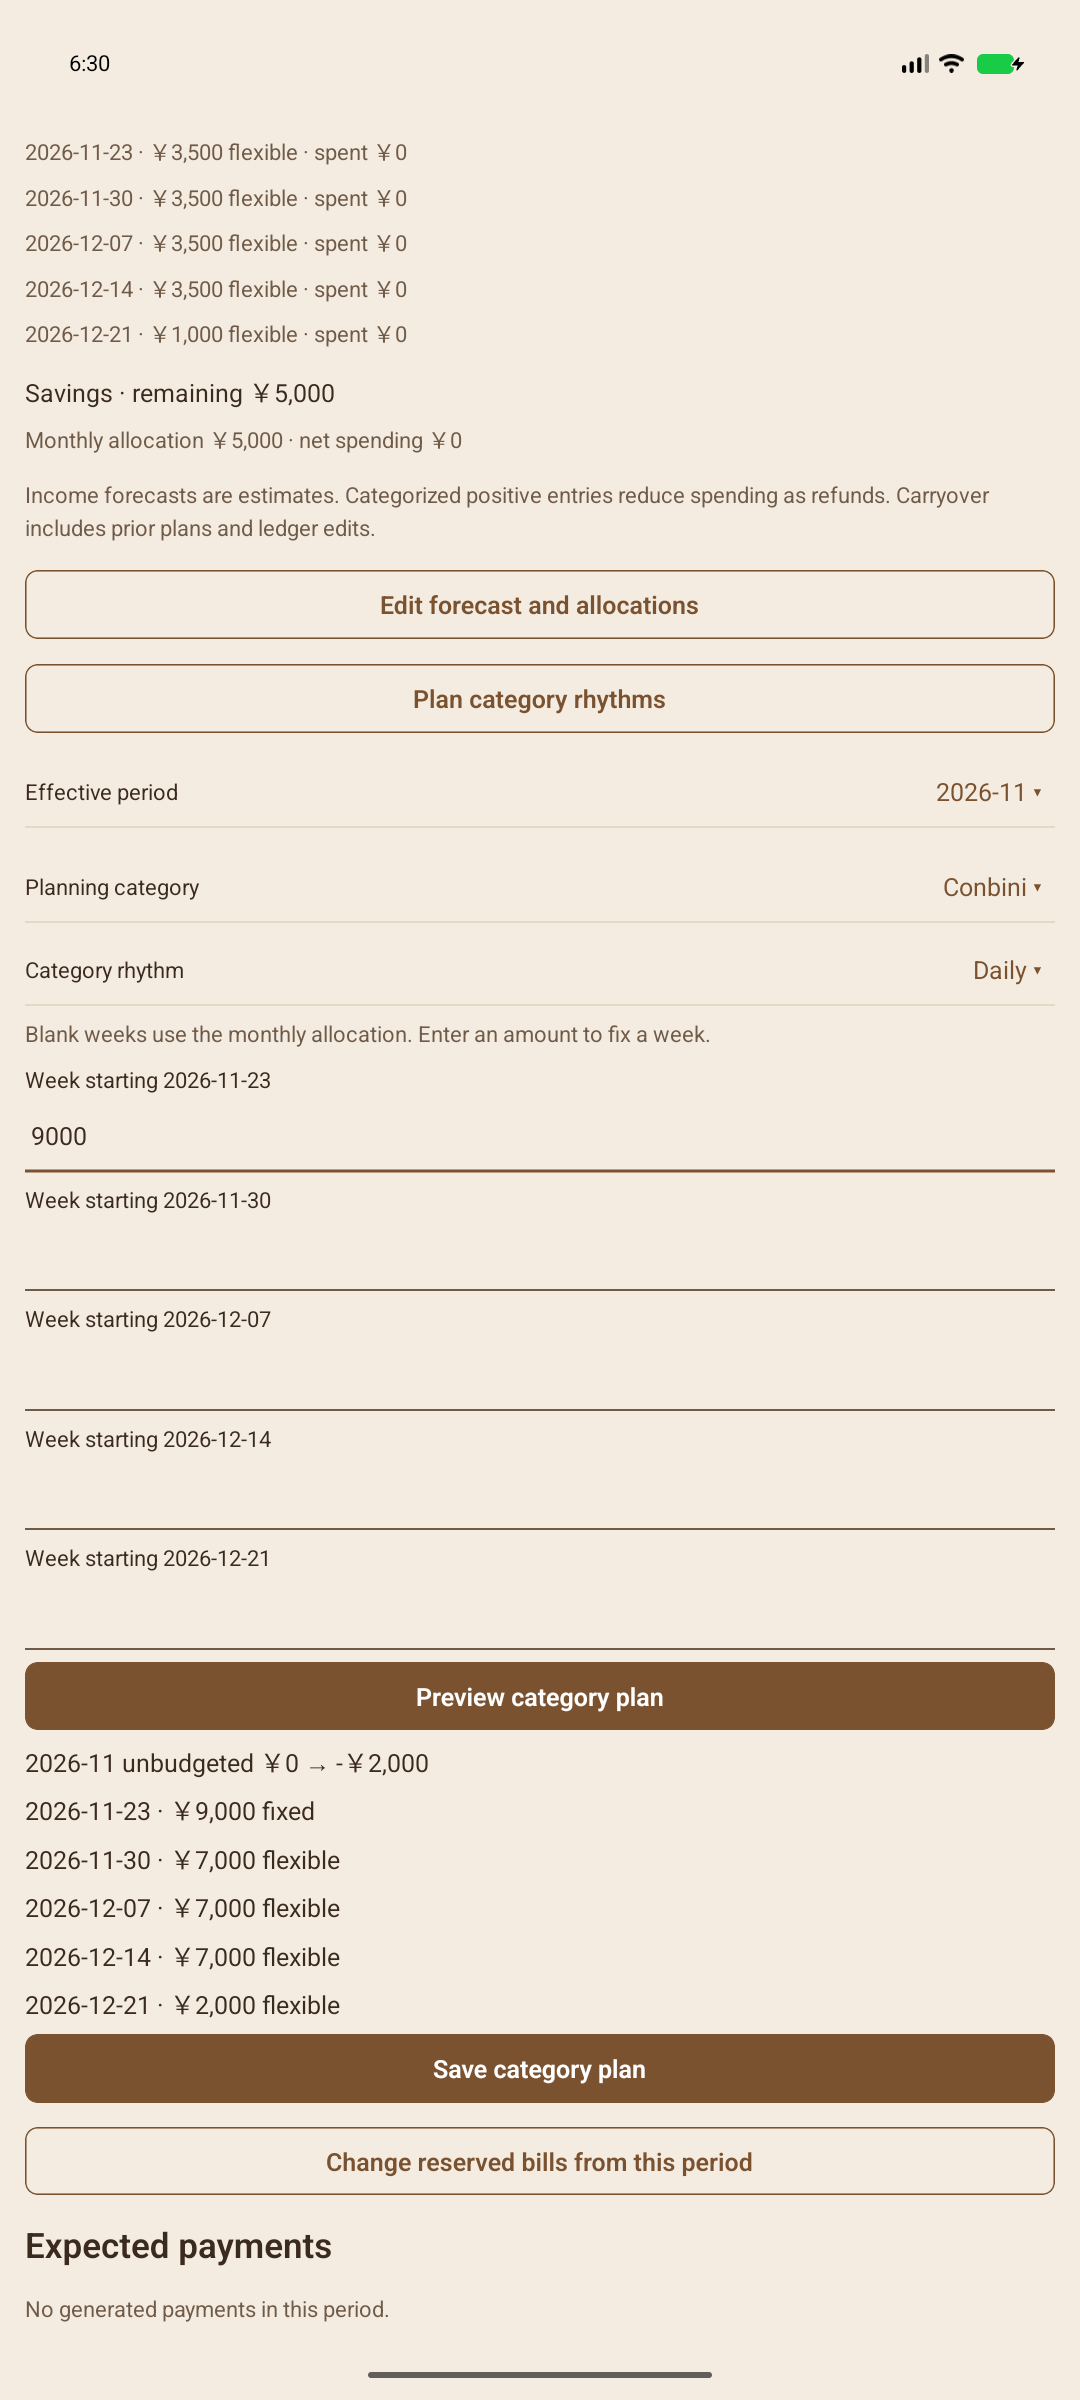 6:30
2026-11-23 · ¥3,500 flexible · spent ¥0
2026-11-30 · ¥3,500 flexible · spent ¥0
2026-12-07 · ¥3,500 flexible · spent ¥0
2026-12-14 · ¥3,500 flexible · spent ¥0
2026-12-21 · ¥1,000 flexible · spent ¥0
Savings · remaining ¥5,000
Monthly allocation ¥5,000 · net spending ¥0
Income forecasts are estimates. Categorized positive entries reduce spending as refunds. Carryover
includes prior plans and ledger edits.
Edit forecast and allocations
Plan category rhythms
Effective period 2026-11 ▾
Planning category Conbini ▾
Category rhythm Daily ▾
Blank weeks use the monthly allocation. Enter an amount to fix a week.
Week starting 2026-11-23
9000
Week starting 2026-11-30
Week starting 2026-12-07
Week starting 2026-12-14
Week starting 2026-12-21
Preview category plan
2026-11 unbudgeted ¥0 → -¥2,000
2026-11-23 · ¥9,000 fixed
2026-11-30 · ¥7,000 flexible
2026-12-07 · ¥7,000 flexible
2026-12-14 · ¥7,000 flexible
2026-12-21 · ¥2,000 flexible
Save category plan
Change reserved bills from this period
Expected payments
No generated payments in this period.